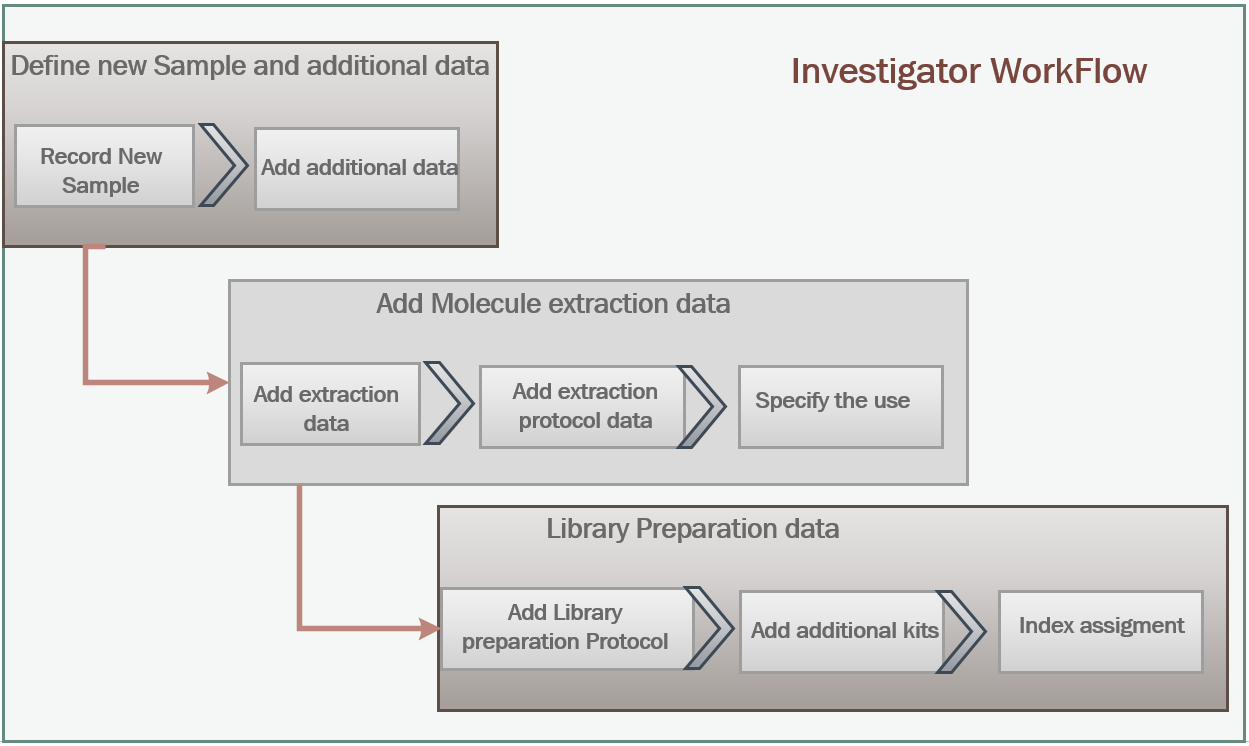 Investigator WorkFlow
Define new Sample and additional data
Record New
Sample
Add additional data
Add Molecule extraction data
Add extraction
data
Add extraction
protocol data
Specify the use
Library Preparation data
Add Library
preparation Protocol
Add additional kits
Index assigment